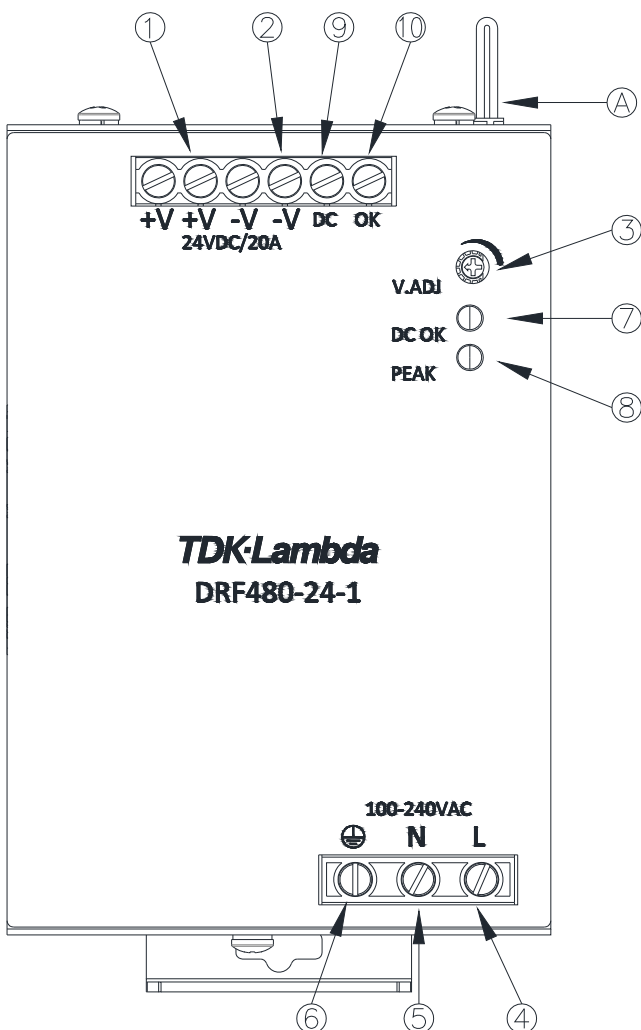 ① ② ⑨ ⑩
Ⓐ
+V +V -V -V DC OK
24VDC/20A
③
V.ADJ
⑦
DC OK
PEAK
⑧
TDK·Lambda
DRF480-24-1
100-240VAC
N L
⑥ ⑤ ④